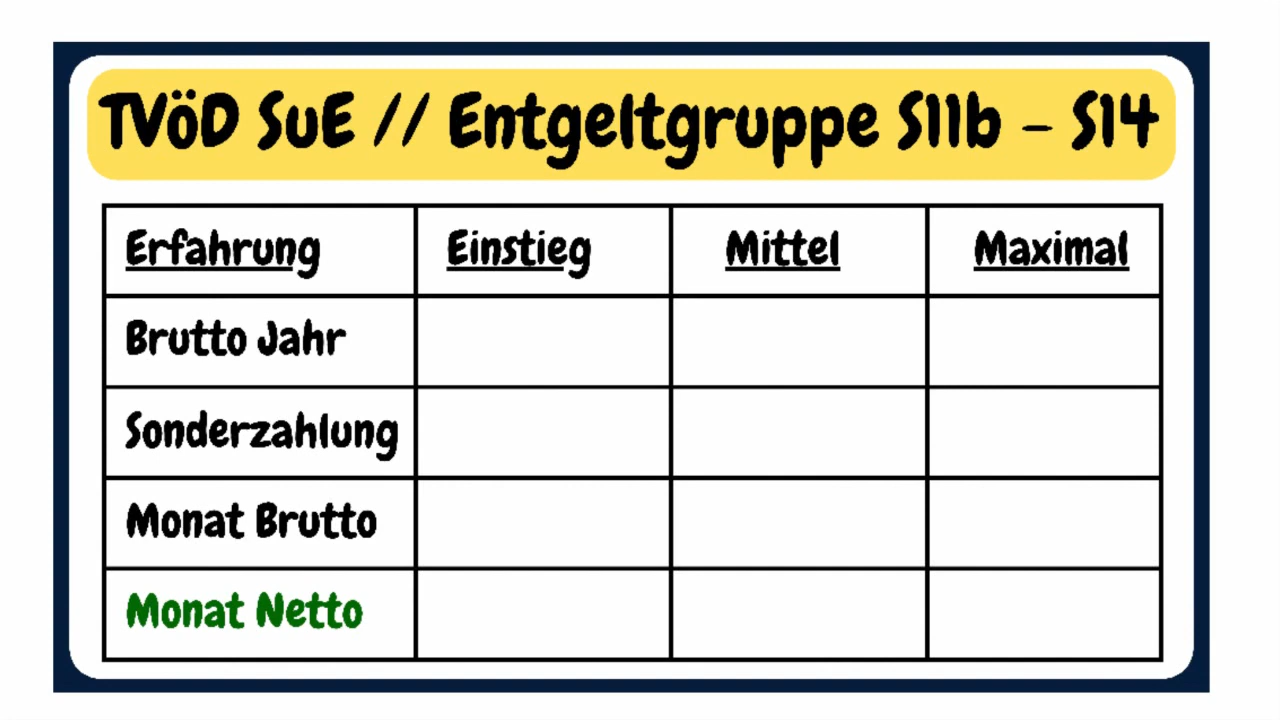 TVöD SuE // Entgeltgruppe S11b - S14
Erfahrung Einstieg Mittel Maximal
Brutto Jahr
Sonderzahlung
Monat Brutto
Monat Netto